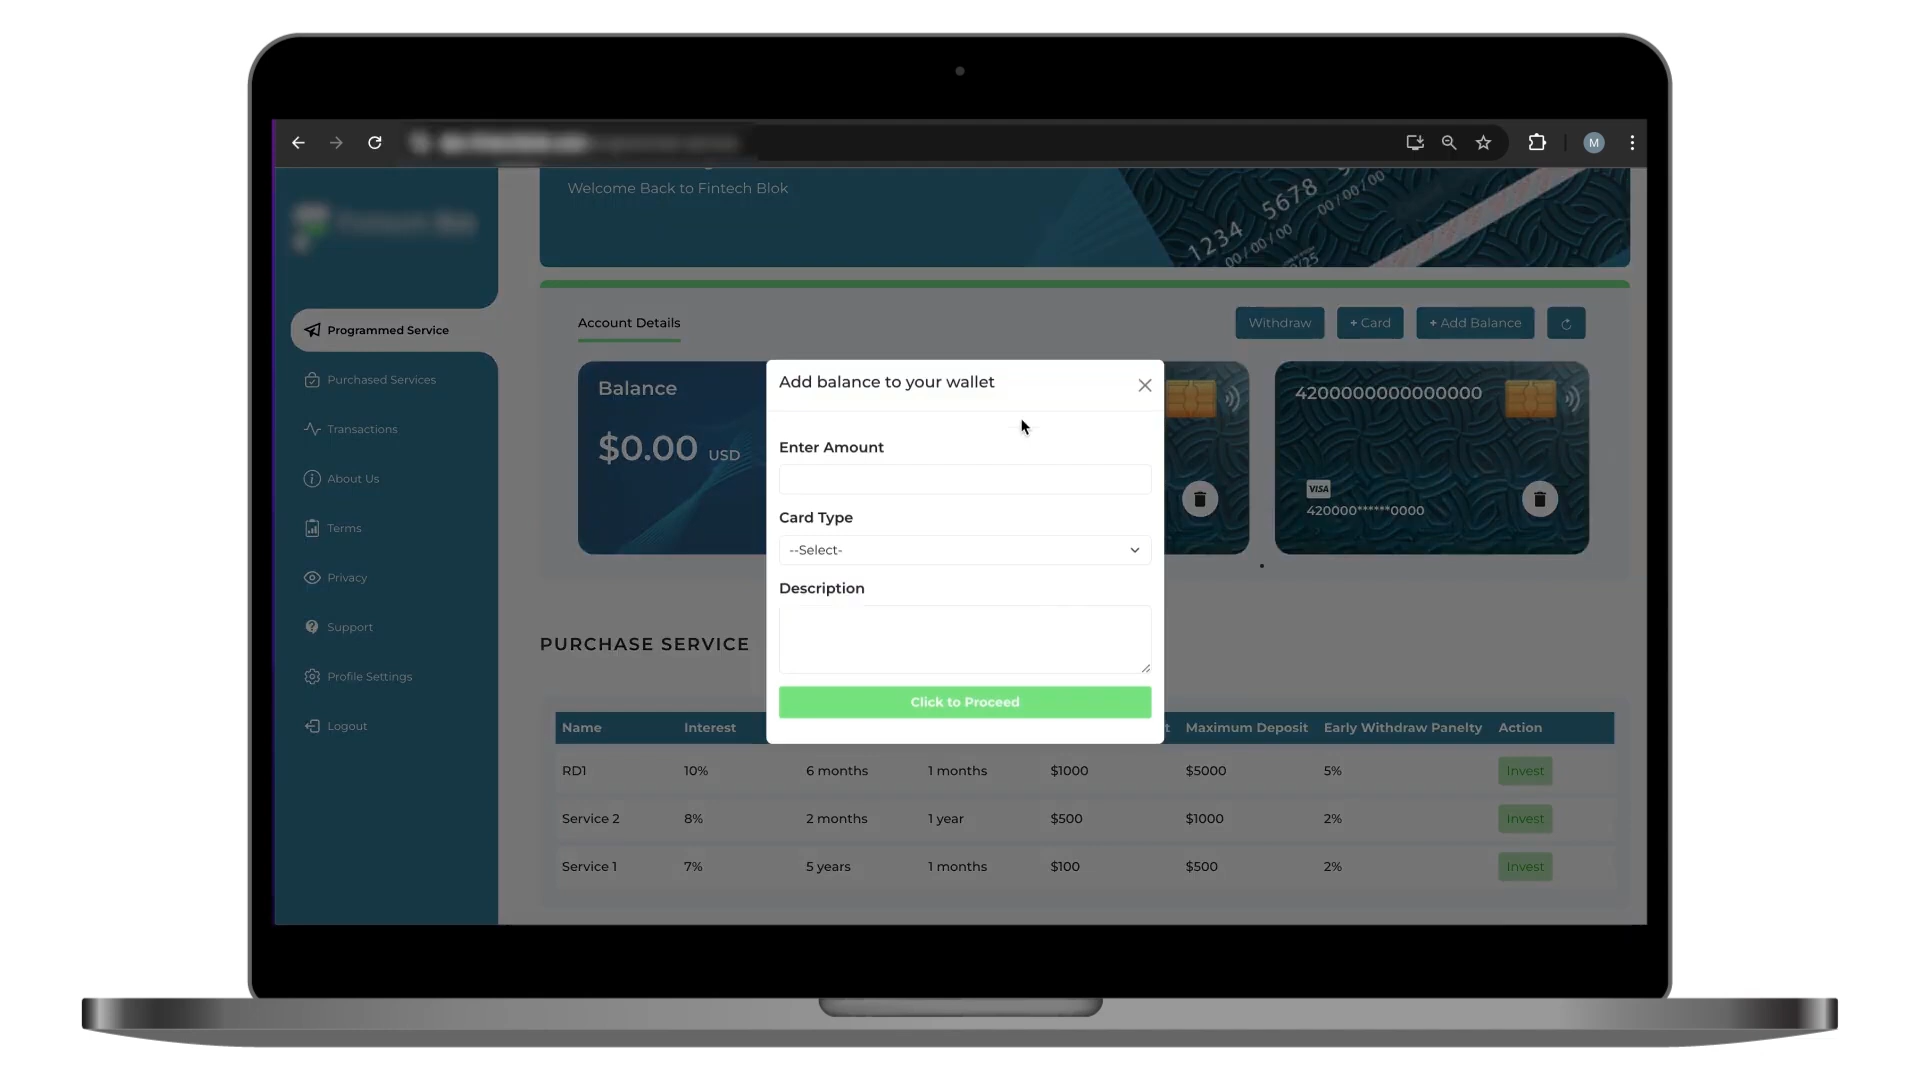 M
Welcome Back to Fintech Blok
1234 5678
00/00/00 00/00/00
Programmed Service
Purchased Services
Transactions
About Us
Terms
Privacy
Support
Profile Settings
Logout
Account Details
Withdraw
+ Card
+ Add Balance
Balance
$0.00 USD
4200000000000000
VISA
420000******0000
Add balance to your wallet
Enter Amount
Card Type
--Select-
Description
Click to Proceed
PURCHASE SERVICE
Name Interest t Maximum Deposit Early Withdraw Panelty Action
RD1 10% 6 months 1 months $1000 $5000 5% Invest
Service 2 8% 2 months 1 year $500 $1000 2% Invest
Service 1 7% 5 years 1 months $100 $500 2% Invest